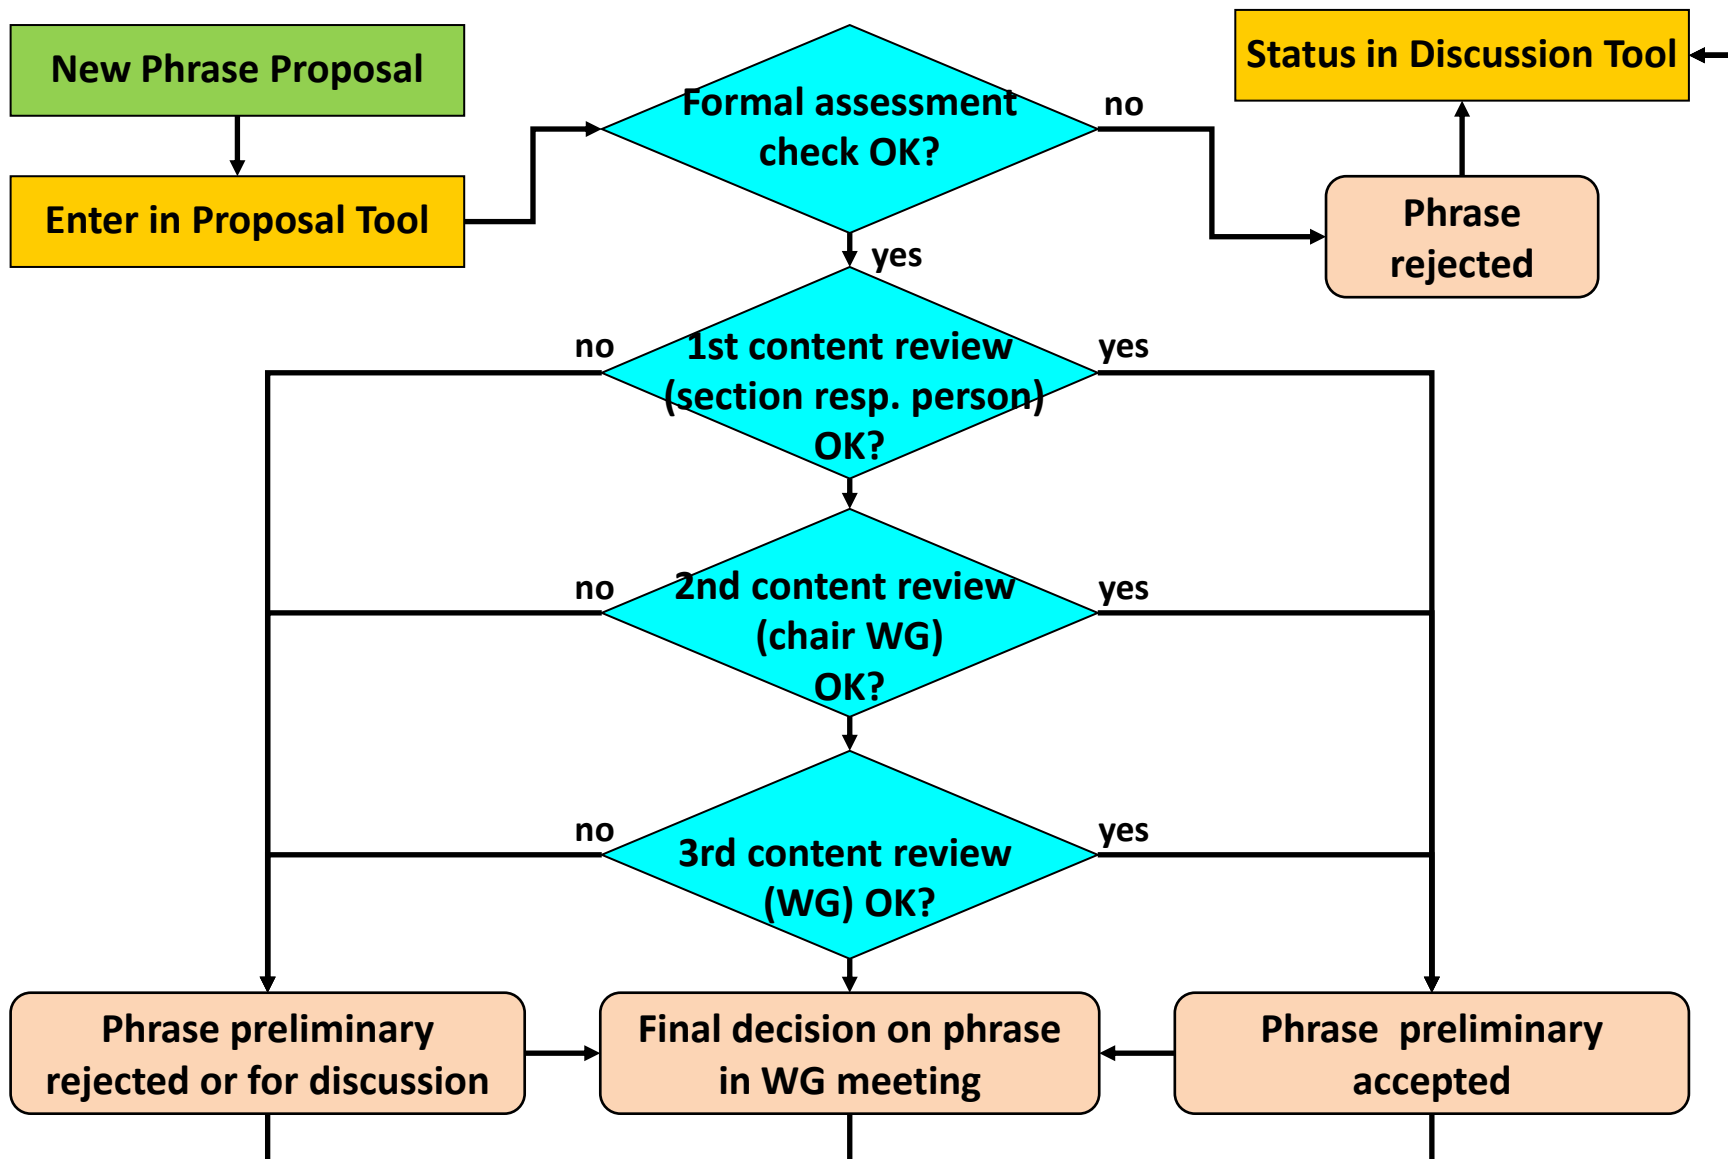 New Phrase Proposal
Enter in Proposal Tool
Formal assessment
check OK?
no
Status in Discussion Tool
Phrase
rejected
yes
no
1st content review
(section resp. person)
OK?
yes
no
2nd content review
(chair WG)
OK?
yes
no
3rd content review
(WG) OK?
yes
Phrase preliminary
rejected or for discussion
Final decision on phrase
in WG meeting
Phrase preliminary
accepted